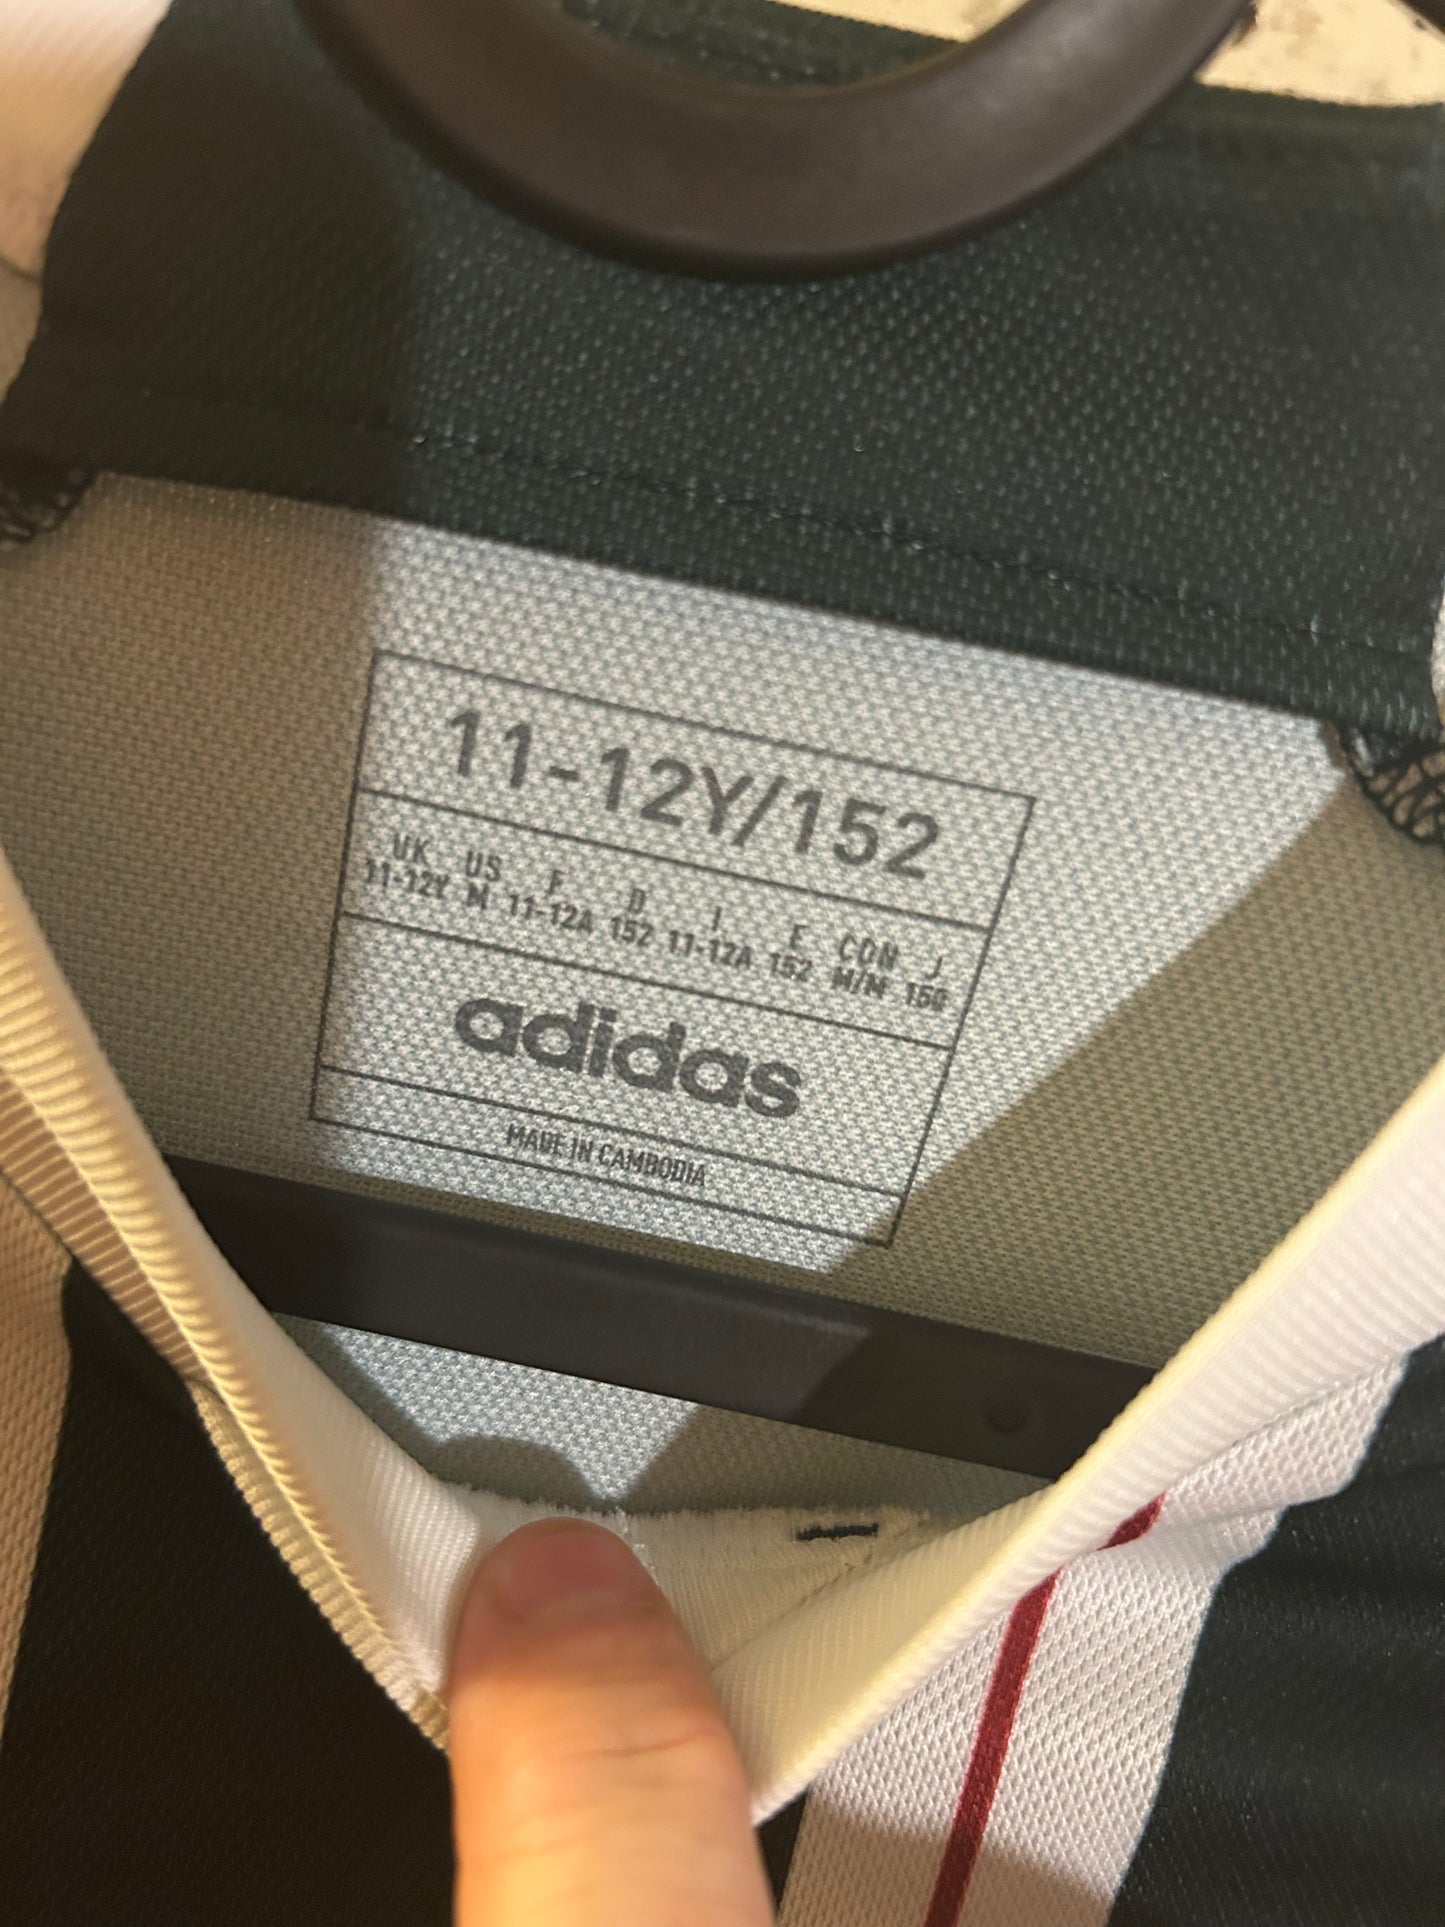 11-12Y/152
UK US F D I E CON J
11-12Y M 11-12A 152 11-12A 152 M/M 150
adidas
MADE IN CAMBODIA